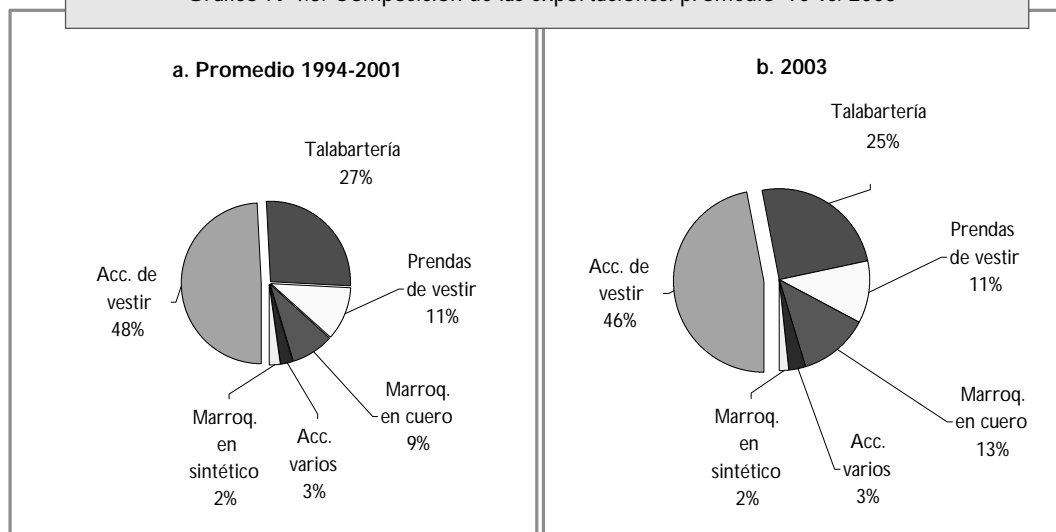 a. Promedio 1994-2001
Talabartería
27%
Prendas
de vestir
11%
Marroq.
en cuero
9%
Acc.
varios
3%
Marroq.
en
sintético
2%
Acc. de
vestir
48%
b. 2003
Talabartería
25%
Prendas
de vestir
11%
Marroq.
en cuero
13%
Acc.
varios
3%
Marroq.
en
sintético
2%
Acc. de
vestir
46%